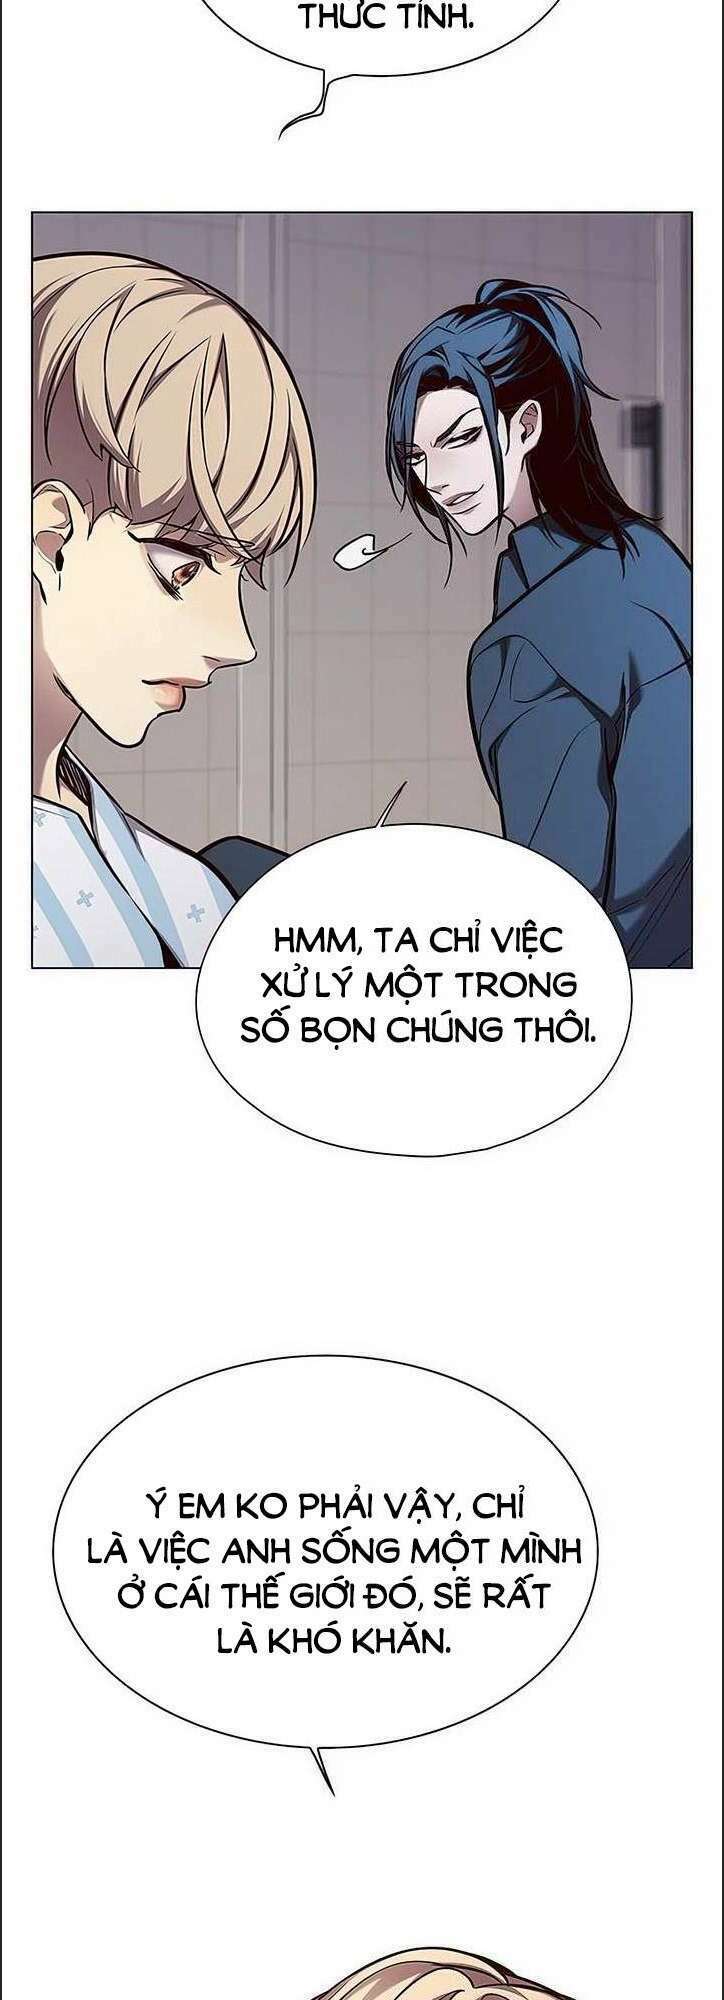 THỨC TỈNH.
HMM, TA CHỈ VIỆC
XỬ LÝ MỘT TRONG
SỐ BỌN CHÚNG THÔI.
Ý EM KO PHẢI VẬY, CHỈ
LÀ VIỆC ANH SỐNG MỘT MÌNH
Ở CÁI THẾ GIỚI ĐÓ, SẼ RẤT
LÀ KHÓ KHĂN.